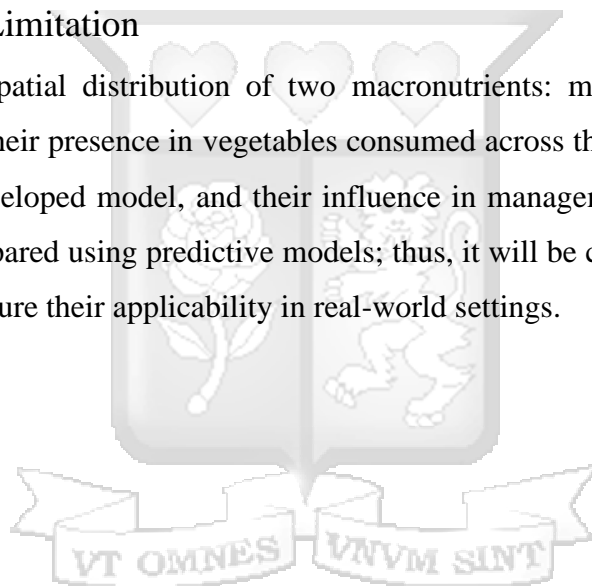 Limitation
patial distribution of two macronutrients: m
heir presence in vegetables consumed across th
eloped model, and their influence in manager
pared using predictive models; thus, it will be c
ure their applicability in real-world settings.
VT OMNES VNVM SINT